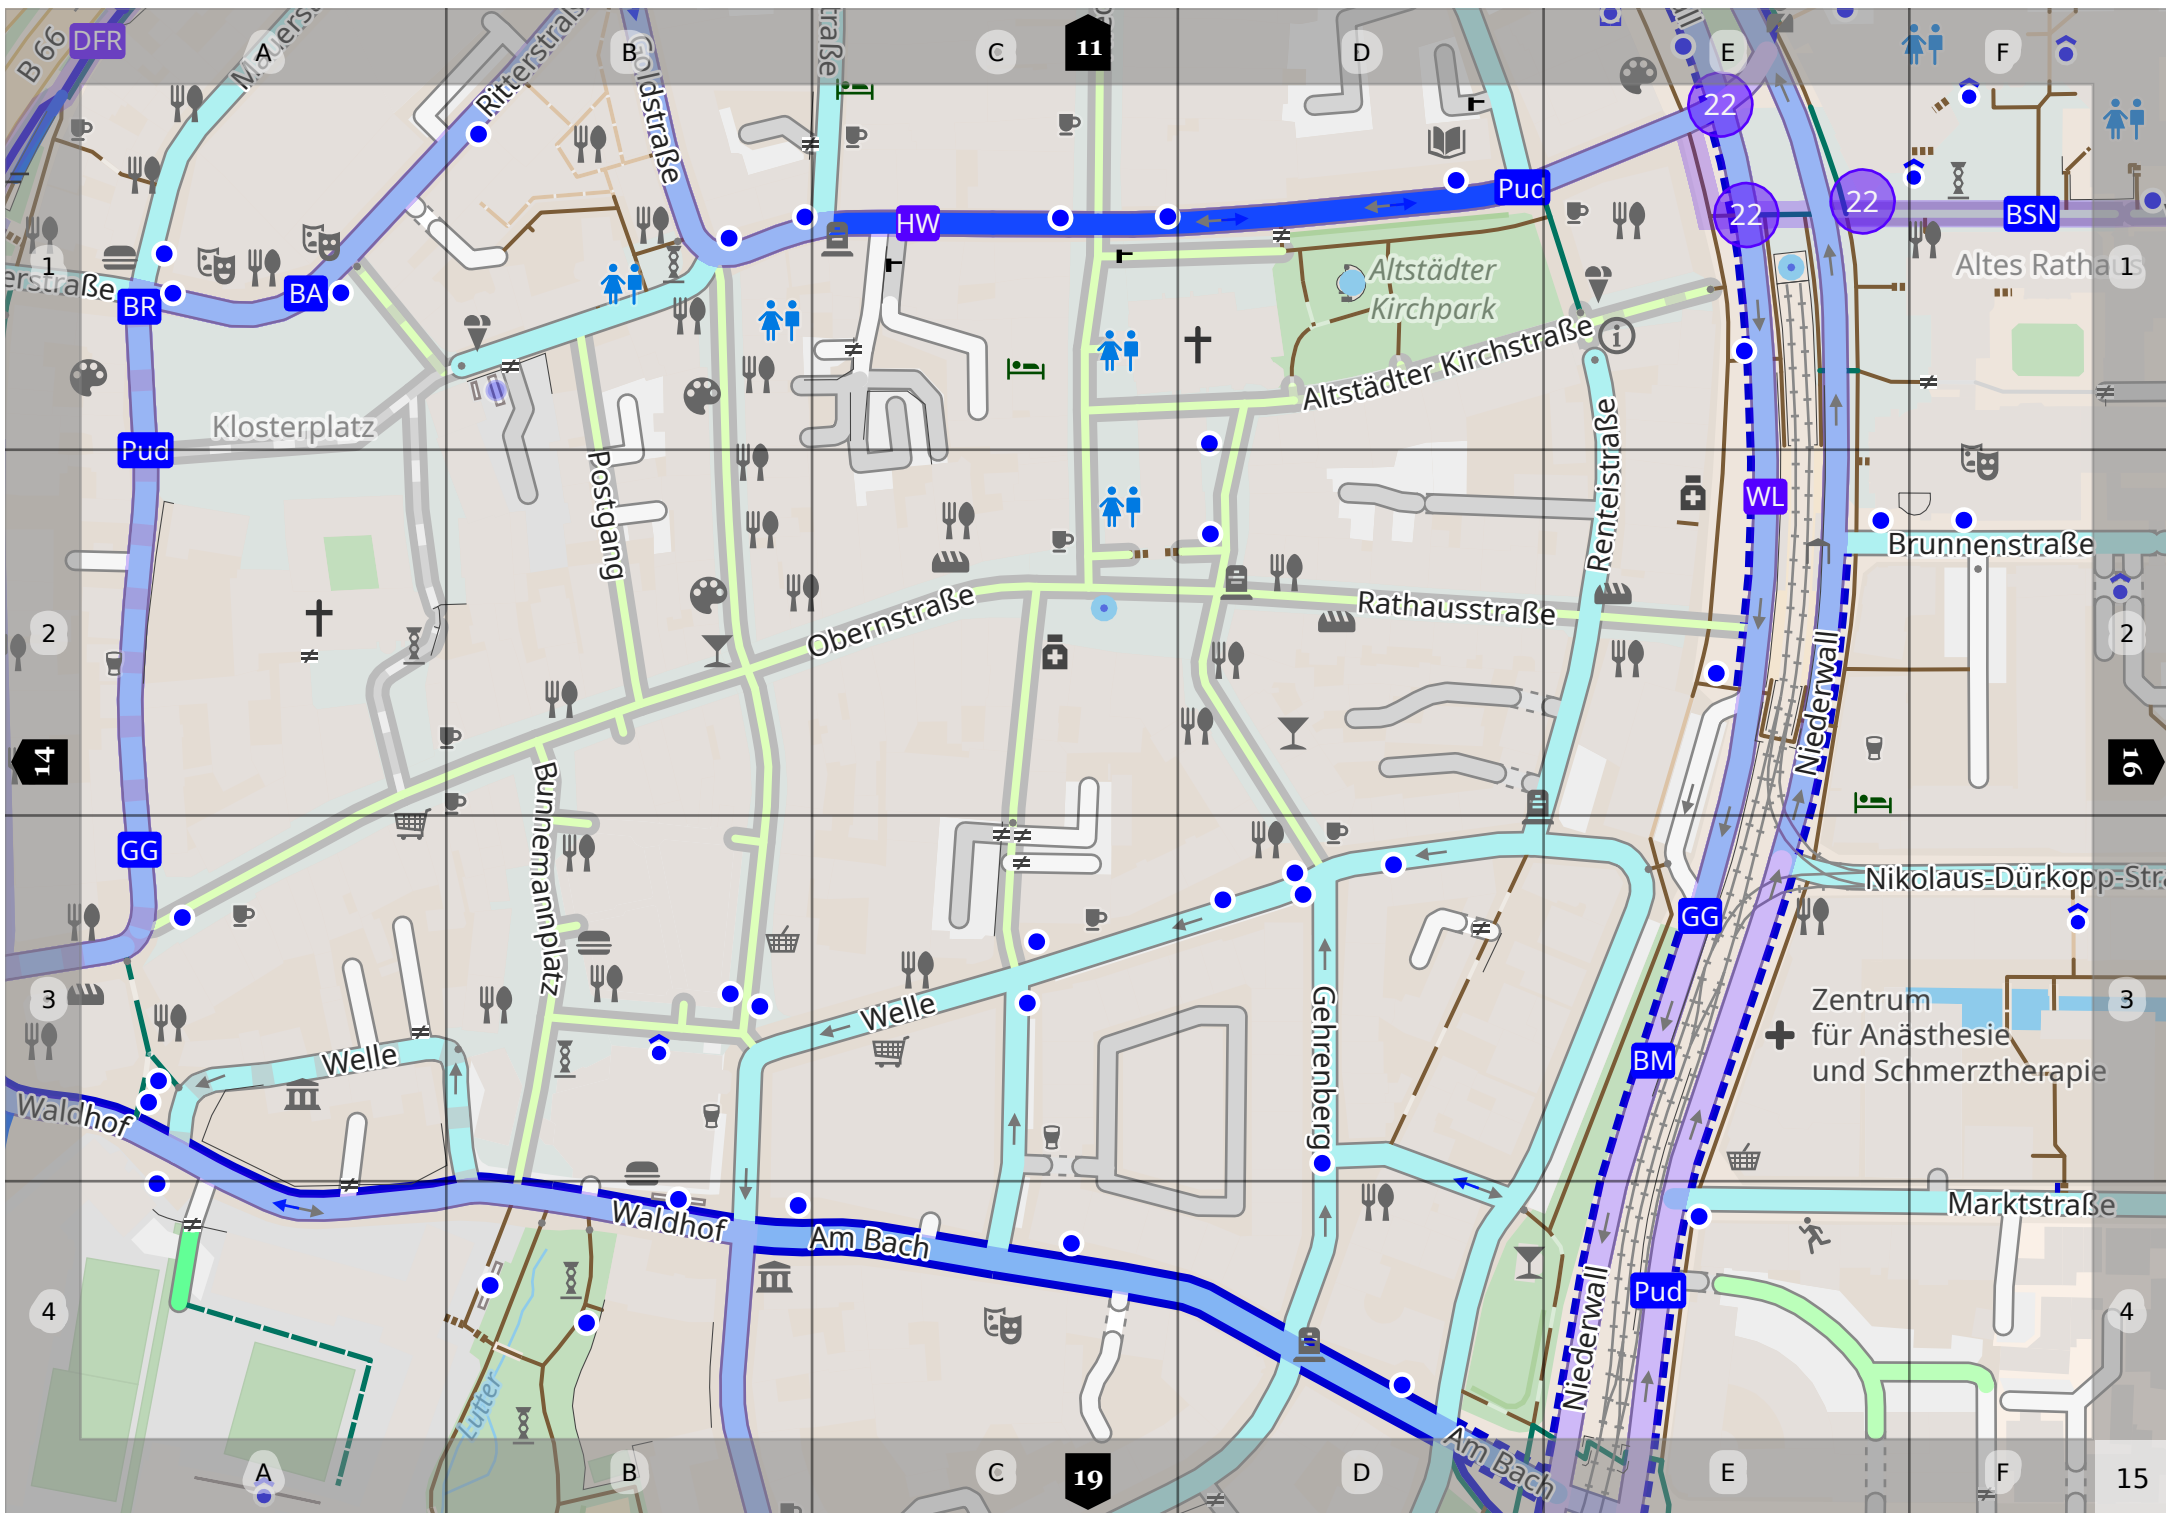 A
B
C
11
D
E
F
DFR
B 66
Ritterstraße
Goldstraße
22
Pud
22
22
BSN
HW
1
BR
BA
Altstädter
Kirchpark
Altes Rathaus
1
Altstädter Kirchstraße
Klosterplatz
Pud
Postgang
Renteistraße
WL
Brunnenstraße
2
Obernstraße
Rathausstraße
2
Niederwall
14
16
Bunnemannplatz
GG
Nikolaus-Dürkopp-Stra
GG
3
Welle
Welle
Gehrenberg
BM
Zentrum
für Anästhesie
und Schmerztherapie
3
Waldhof
Waldhof
Am Bach
Marktstraße
4
Niederwall
Pud
4
Lutter
Am Bach
A
B
C
19
D
E
F
15